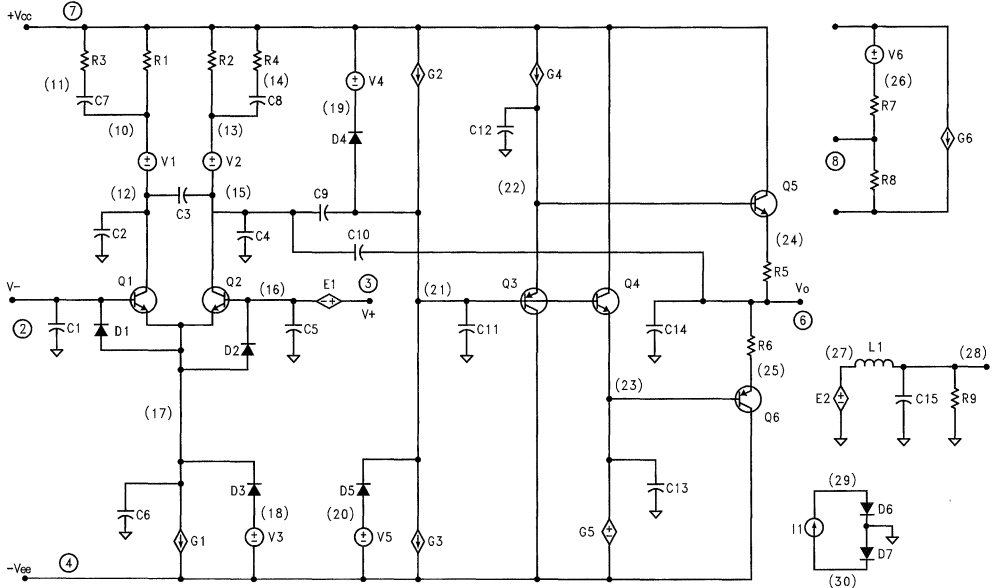 +Vcc
7
R3
R1
R2
R4
V4
G2
G4
V6
(26)
(11)
C7
(14)
C8
(19)
R7
G6
(10)
(13)
D4
C12
8
V1
V2
(22)
R8
(12)
C3
(15)
C9
Q5
C2
C4
C10
(24)
V-
Q1
Q2
(16)
E1
3
V+
(21)
Q3
Q4
R5
Vo
2
C1
D1
D2
C5
C11
C14
6
R6
(27)
L1
(28)
(17)
(23)
(25)
Q6
E2
C15
R9
C6
D3
(18)
V3
D5
(20)
V5
C13
(29)
D6
G1
G3
G5
I1
D7
-Vee
4
(30)